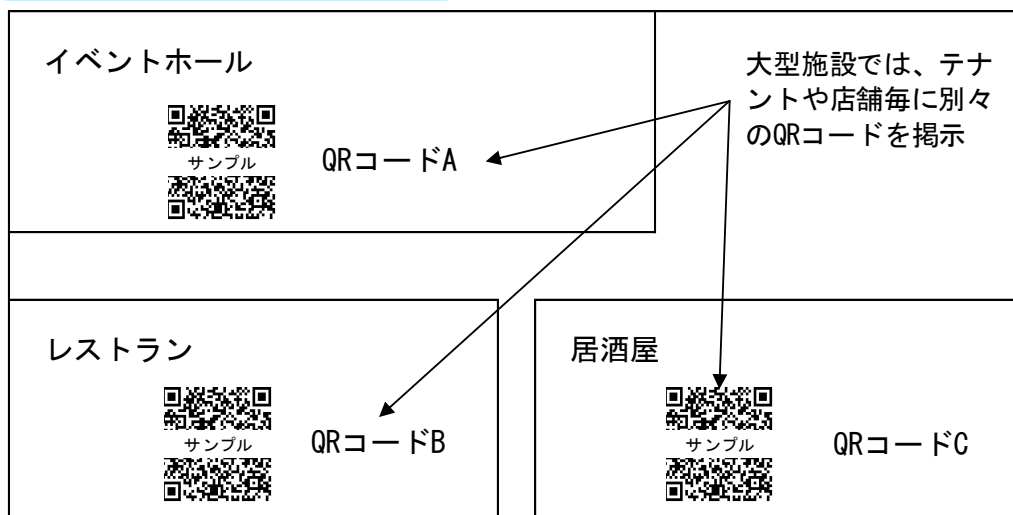 イベントホール
サンプル
QRコードA
大型施設では、テナ
ントや店舗毎に別々
のQRコードを掲示
レストラン
サンプル
QRコードB
居酒屋
サンプル
QRコードC